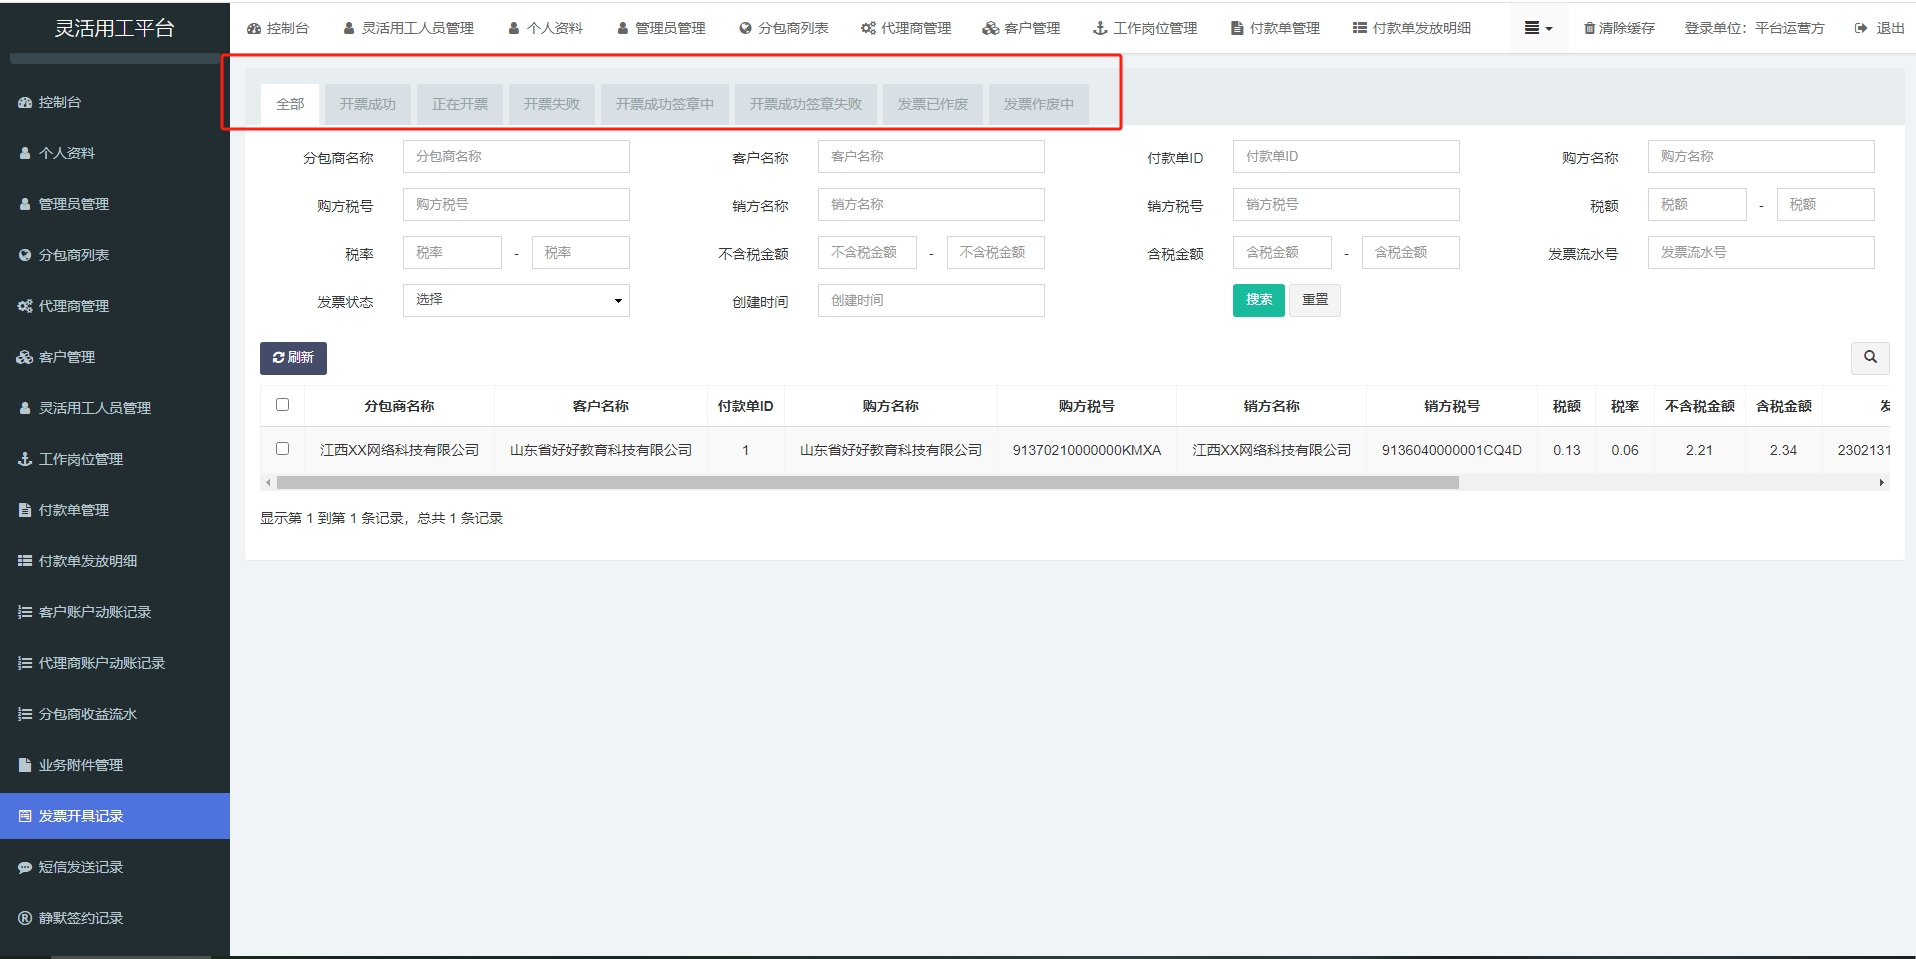 灵活用工平台
控制台 灵活用工人员管理 个人资料 管理员管理 分包商列表 代理商管理 客户管理 工作岗位管理 付款单管理 付款单发放明细 清除缓存 登录单位：平台运营方 退出
控制台
个人资料
管理员管理
分包商列表
代理商管理
客户管理
灵活用工人员管理
工作岗位管理
付款单管理
付款单发放明细
客户账户动账记录
代理商账户动账记录
分包商收益流水
业务附件管理
发票开具记录
短信发送记录
静默签约记录
全部 开票成功 正在开票 开票失败 开票成功签章中 开票成功签章失败 发票已作废 发票作废中
分包商名称 分包商名称 客户名称 客户名称 付款单ID 付款单ID 购方名称 购方名称
购方税号 购方税号 销方名称 销方名称 销方税号 销方税号 税额 税额 - 税额
税率 税率 - 税率 不含税金额 不含税金额 - 不含税金额 含税金额 含税金额 - 含税金额 发票流水号 发票流水号
发票状态 选择 创建时间 创建时间 搜索 重置
刷新
分包商名称 客户名称 付款单ID 购方名称 购方税号 销方名称 销方税号 税额 税率 不含税金额 含税金额 发
江西XX网络科技有限公司 山东省好好教育科技有限公司 1 山东省好好教育科技有限公司 91370210000000KMXA 江西XX网络科技有限公司 9136040000001CQ4D 0.13 0.06 2.21 2.34 2302131
显示第 1 到第 1 条记录，总共 1 条记录